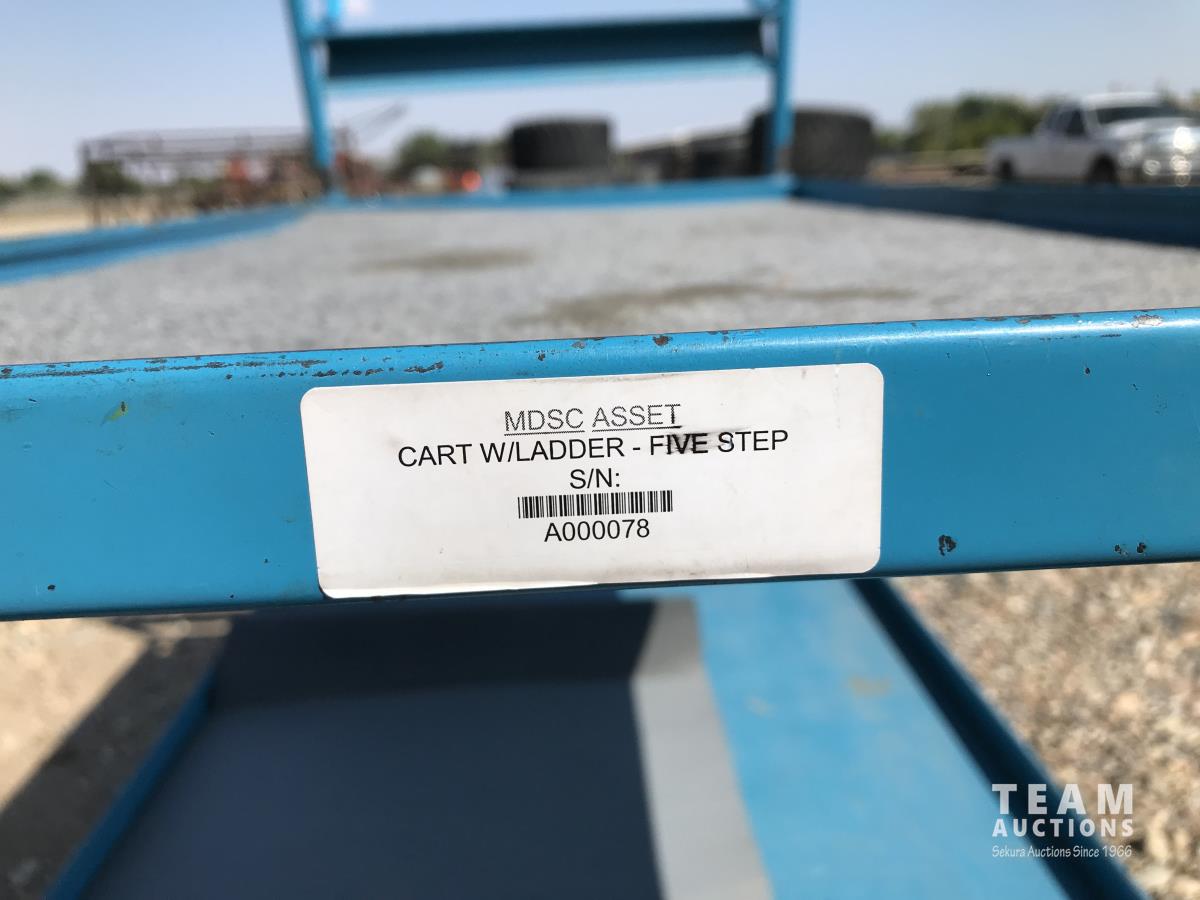 MDSC ASSET
CART W/LADDER - FIVE STEP
S/N:
A000078
TEAM
AUCTIONS
Sekura Auctions Since 1966